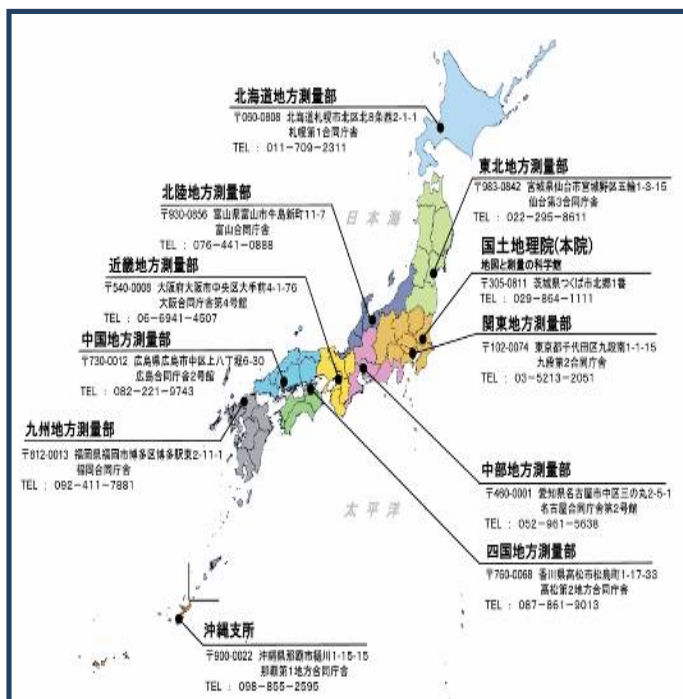 北海道地方測量部
〒060-0808 北海道札幌市北区北8条西2-1-1
札幌第1合同庁舎
TEL : 011-709-2311
東北地方測量部
〒983-0842 宮城県仙台市宮城野区五輪1-3-15
仙台第3合同庁舎
TEL : 022-295-8611
北陸地方測量部
〒930-0856 富山県富山市牛島新町11-7
富山合同庁舎
TEL : 076-441-0888
日本海
国土地理院(本院)
地図と測量の科学館
〒305-0811 茨城県つくば市北郷1番
TEL : 029-864-1111
近畿地方測量部
〒540-0008 大阪府大阪市中央区大手前4-1-76
大阪合同庁舎第4号館
TEL : 06-6941-4507
関東地方測量部
〒102-0074 東京都千代田区九段南1-1-15
九段第2合同庁舎
TEL : 03-5213-2051
中国地方測量部
〒730-0012 広島県広島市中区上八丁堀6-30
広島合同庁舎2号館
TEL : 082-221-9743
九州地方測量部
〒812-0013 福岡県福岡市博多区博多駅東2-11-1
福岡合同庁舎
TEL : 092-411-7881
中部地方測量部
〒460-0001 愛知県名古屋市中区三の丸2-5-1
名古屋合同庁舎第2号館
TEL : 052-961-5638
太平洋
四国地方測量部
〒760-0068 香川県高松市松島町1-17-33
高松第2地方合同庁舎
TEL : 087-861-9013
沖縄支所
〒900-0022 沖縄県那覇市樋川1-15-15
那覇第1地方合同庁舎
TEL : 098-855-2595